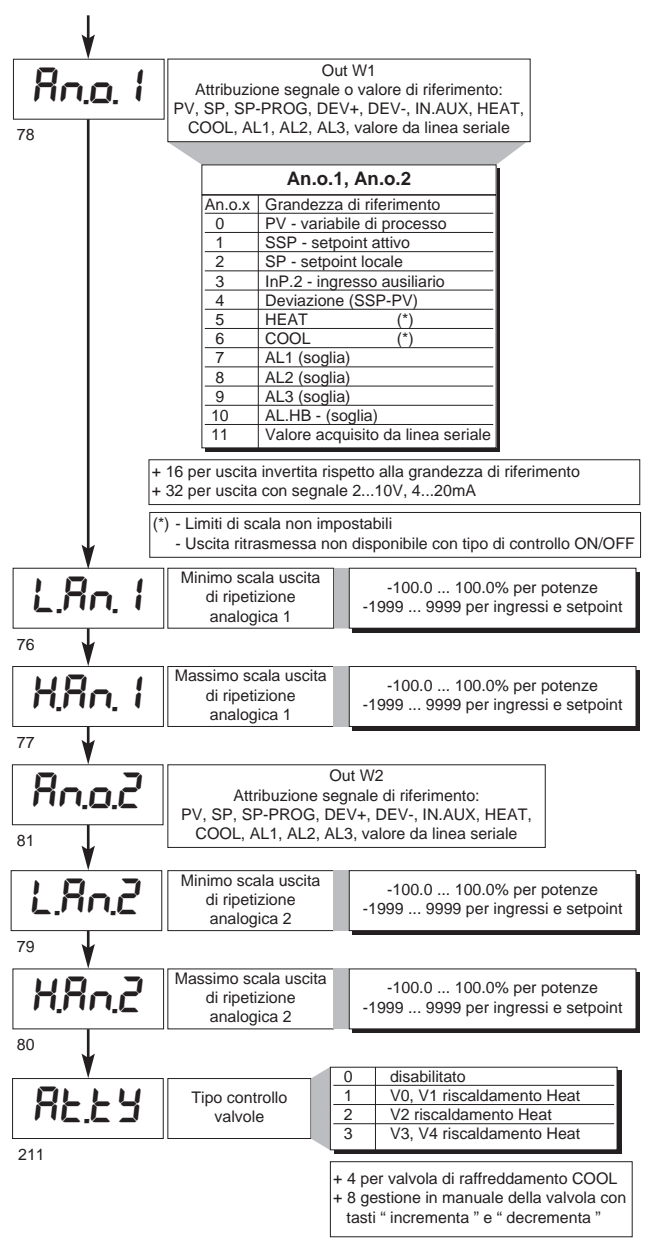 An.o.1
78
Out W1
Attribuzione segnale o valore di riferimento:
PV, SP, SP-PROG, DEV+, DEV-, IN.AUX, HEAT,
COOL, AL1, AL2, AL3, valore da linea seriale
An.o.1, An.o.2
An.o.x Grandezza di riferimento
0 PV - variabile di processo
1 SSP - setpoint attivo
2 SP - setpoint locale
3 InP.2 - ingresso ausiliario
4 Deviazione (SSP-PV)
5 HEAT (*)
6 COOL (*)
7 AL1 (soglia)
8 AL2 (soglia)
9 AL3 (soglia)
10 AL.HB - (soglia)
11 Valore acquisito da linea seriale
+ 16 per uscita invertita rispetto alla grandezza di riferimento
+ 32 per uscita con segnale 2...10V, 4...20mA
(*) - Limiti di scala non impostabili
- Uscita ritrasmessa non disponibile con tipo di controllo ON/OFF
L.An.1
76
Minimo scala uscita
di ripetizione
analogica 1
-100.0 ... 100.0% per potenze
-1999 ... 9999 per ingressi e setpoint
H.An.1
77
Massimo scala uscita
di ripetizione
analogica 1
-100.0 ... 100.0% per potenze
-1999 ... 9999 per ingressi e setpoint
An.o.2
81
Out W2
Attribuzione segnale di riferimento:
PV, SP, SP-PROG, DEV+, DEV-, IN.AUX, HEAT,
COOL, AL1, AL2, AL3, valore da linea seriale
L.An.2
79
Minimo scala uscita
di ripetizione
analogica 2
-100.0 ... 100.0% per potenze
-1999 ... 9999 per ingressi e setpoint
H.An.2
80
Massimo scala uscita
di ripetizione
analogica 2
-100.0 ... 100.0% per potenze
-1999 ... 9999 per ingressi e setpoint
At.ty
211
Tipo controllo
valvole
0 disabilitato
1 V0, V1 riscaldamento Heat
2 V2 riscaldamento Heat
3 V3, V4 riscaldamento Heat
+ 4 per valvola di raffreddamento COOL
+ 8 gestione in manuale della valvola con
tasti “ incrementa ” e “ decrementa ”